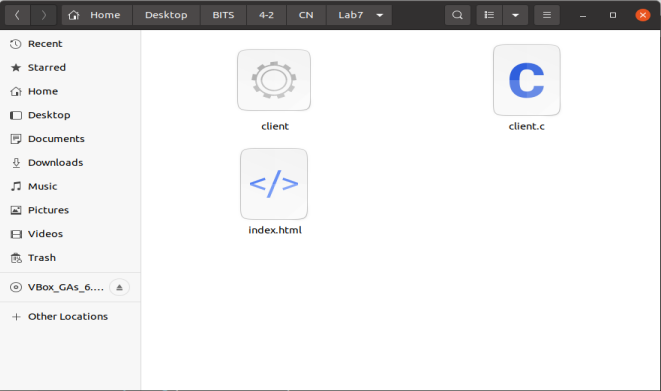 Home Desktop BITS 4-2 CN Lab7
Recent
Starred
Home
Desktop
Documents
Downloads
Music
Pictures
Videos
Trash
VBox_GAs_6....
Other Locations
client
client.c
index.html